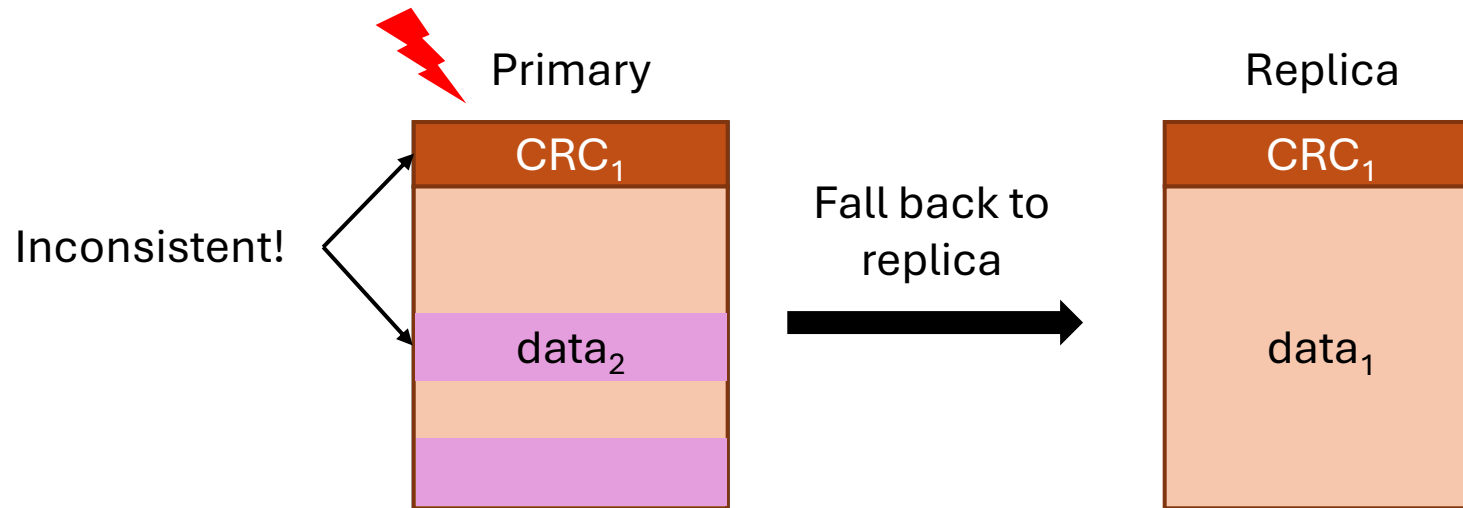 Primary
Replica
CRC₁
CRC₁
Inconsistent!
Fall back to
replica
data₂
data₁